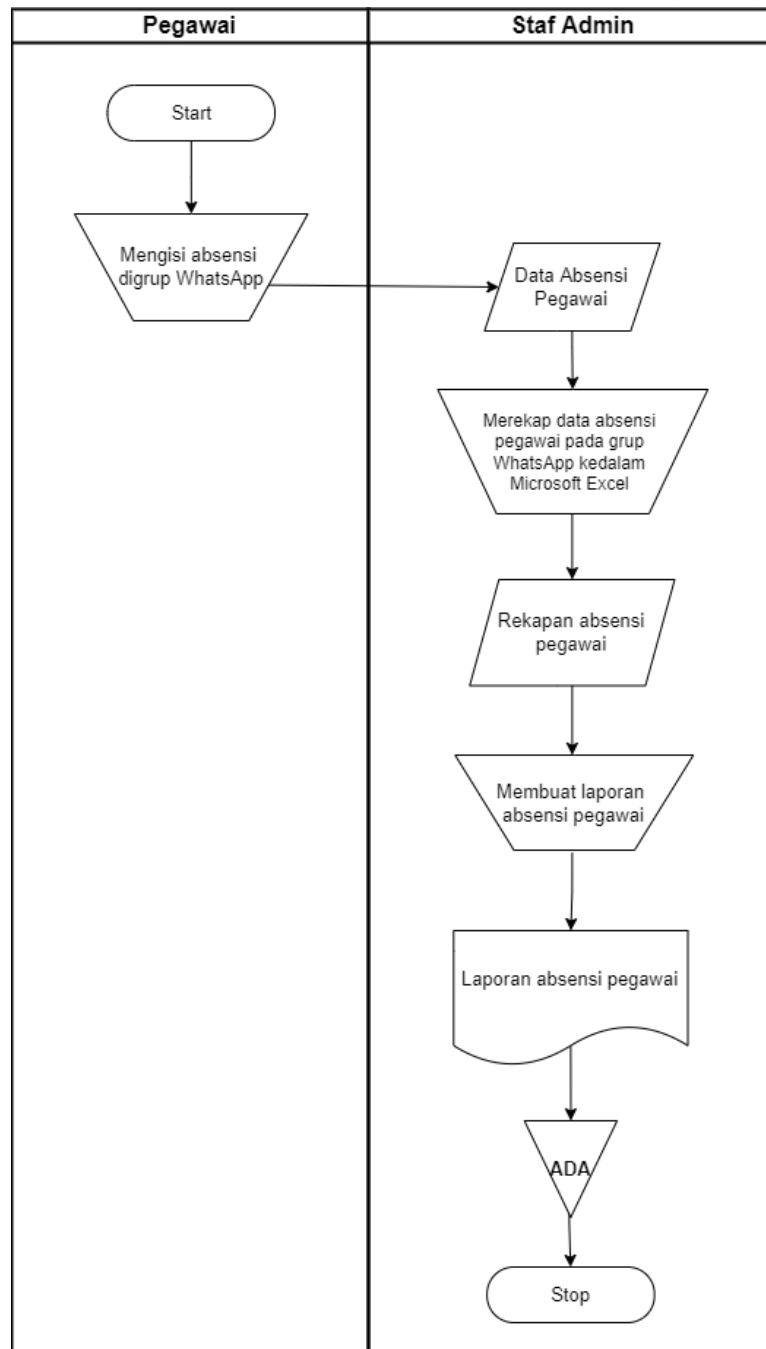 Pegawai
Staf Admin
Start
Mengisi absensi
digrup WhatsApp
Data Absensi
Pegawai
Merekap data absensi
pegawai pada grup
WhatsApp kedalam
Microsoft Excel
Rekapan absensi
pegawai
Membuat laporan
absensi pegawai
Laporan absensi pegawai
ADA
Stop